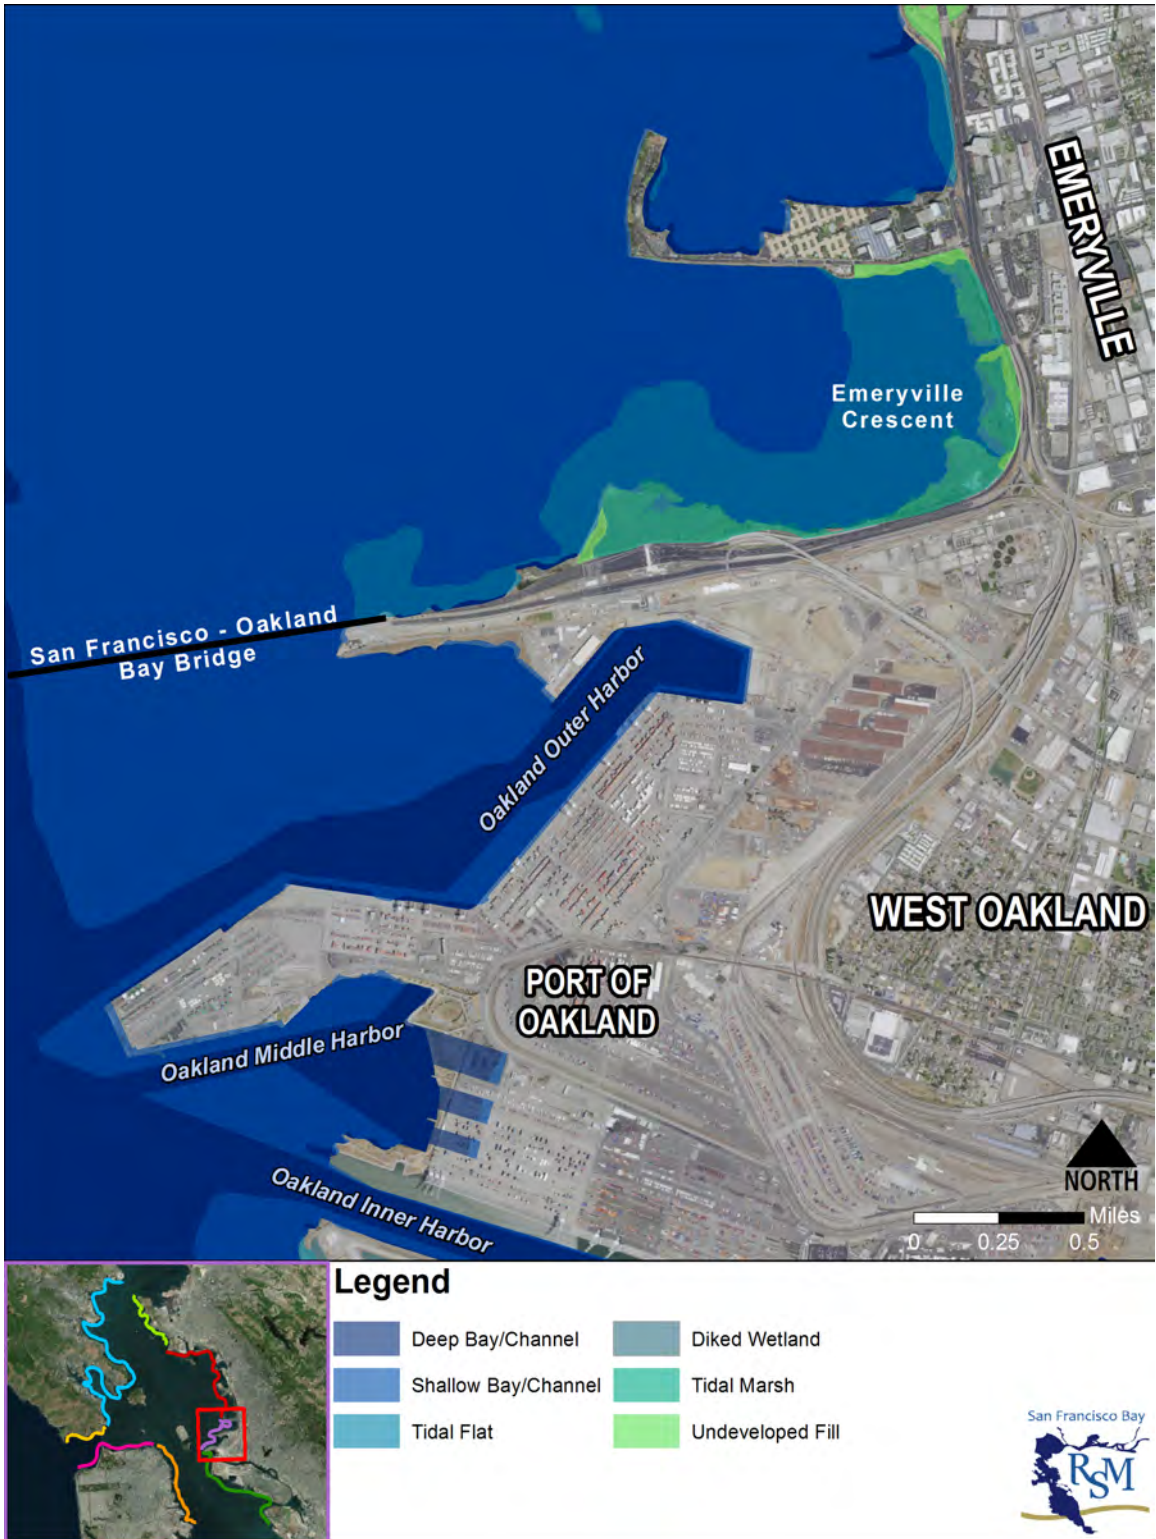 EMERYVILLE
Emeryville
Crescent
San Francisco - Oakland
Bay Bridge
Oakland Outer Harbor
WEST OAKLAND
PORT OF
OAKLAND
Oakland Middle Harbor
Oakland Inner Harbor
NORTH
Miles
0 0.25 0.5
Legend
Deep Bay/Channel
Diked Wetland
Shallow Bay/Channel
Tidal Marsh
Tidal Flat
Undeveloped Fill
San Francisco Bay
RSM